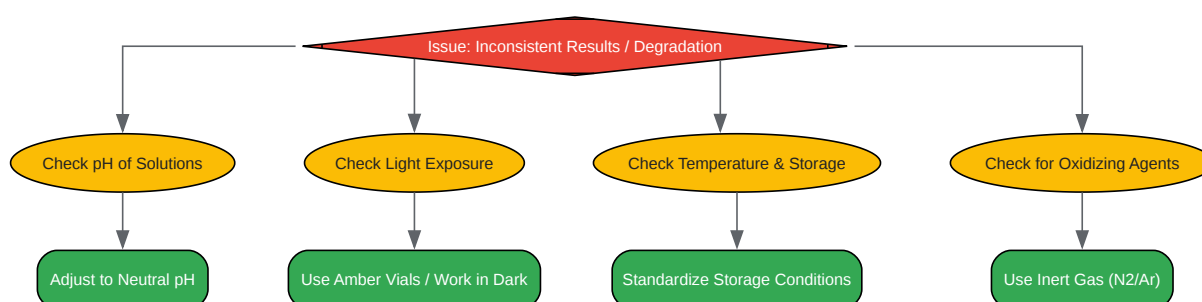 Issue: Inconsistent Results / Degradation
Check pH of Solutions
Check Light Exposure
Check Temperature & Storage
Check for Oxidizing Agents
Adjust to Neutral pH
Use Amber Vials / Work in Dark
Standardize Storage Conditions
Use Inert Gas (N2/Ar)